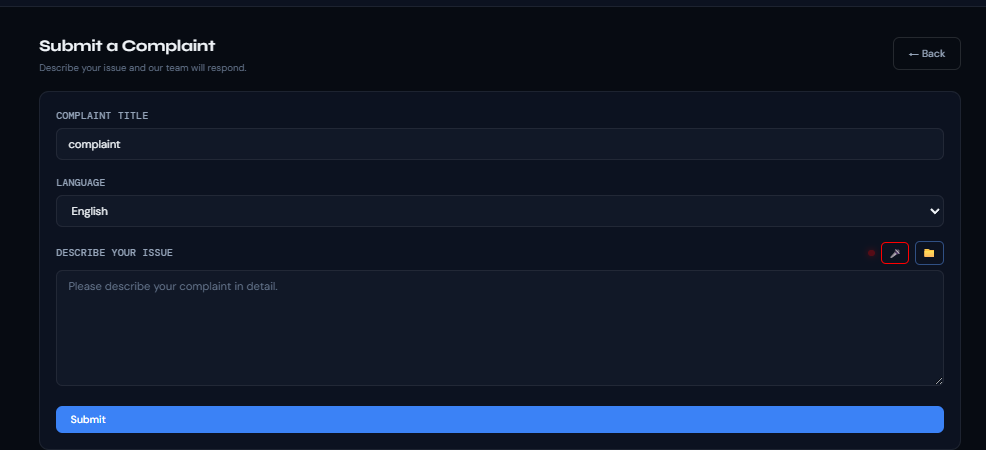 Submit a Complaint
Describe your issue and our team will respond.
← Back
COMPLAINT TITLE
complaint
LANGUAGE
English
DESCRIBE YOUR ISSUE
Please describe your complaint in detail.
Submit